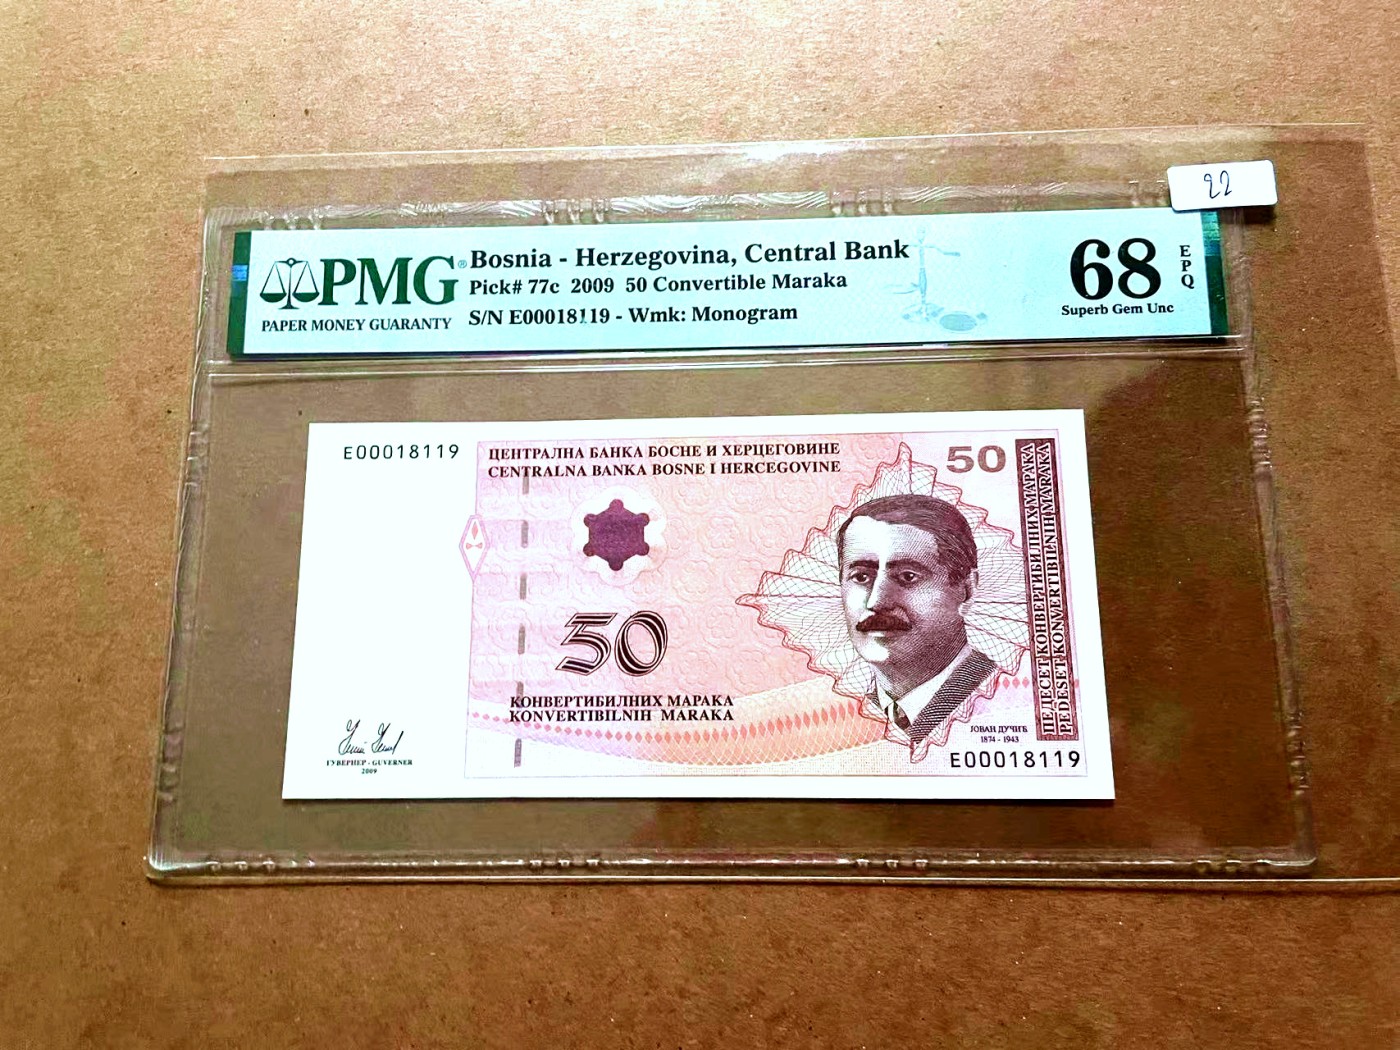 22
PMG®
PAPER MONEY GUARANTY
Bosnia - Herzegovina, Central Bank
Pick# 77c 2009 50 Convertible Maraka
S/N E00018119 - Wmk: Monogram
68
EPQ
Superb Gem Unc
E00018119
ЦЕНТРАЛНА БАНКА БОСНЕ И ХЕРЦЕГОВИНЕ
CENTRALNA BANKA BOSNE I HERCEGOVINE
50
50
КОНВЕРТИБИЛНИХ МАРАКА
KONVERTIBILNIH MARAKA
ПЕДЕСЕТ КОНВЕРТИБИЛНИХ МАРАКА
PEDESET KONVERTIBILNIH MARAKA
ЈОВАН ДУЧИЋ
1874 - 1943
E00018119
ГУВЕРНЕР - GUVERNER
2009